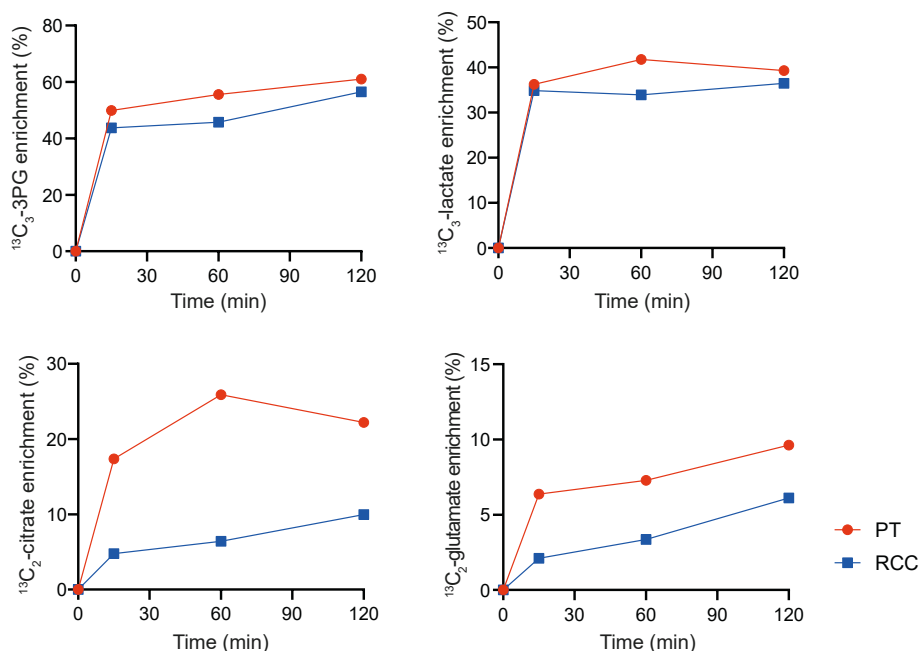 ¹³C₃-3PG enrichment (%)
80
60
40
20
0
0 30 60 90 120
Time (min)
¹³C₃-lactate enrichment (%)
50
40
30
20
10
0
0 30 60 90 120
Time (min)
¹³C₂-citrate enrichment (%)
30
20
10
0
0 30 60 90 120
Time (min)
¹³C₂-glutamate enrichment (%)
15
10
5
0
0 30 60 90 120
Time (min)
PT
RCC